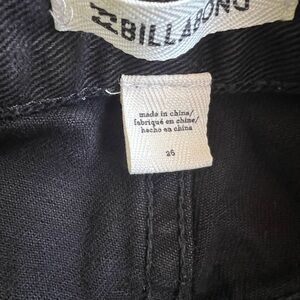 BILLABONG
made in china/
fabriqué en chine/
hecho en china
26